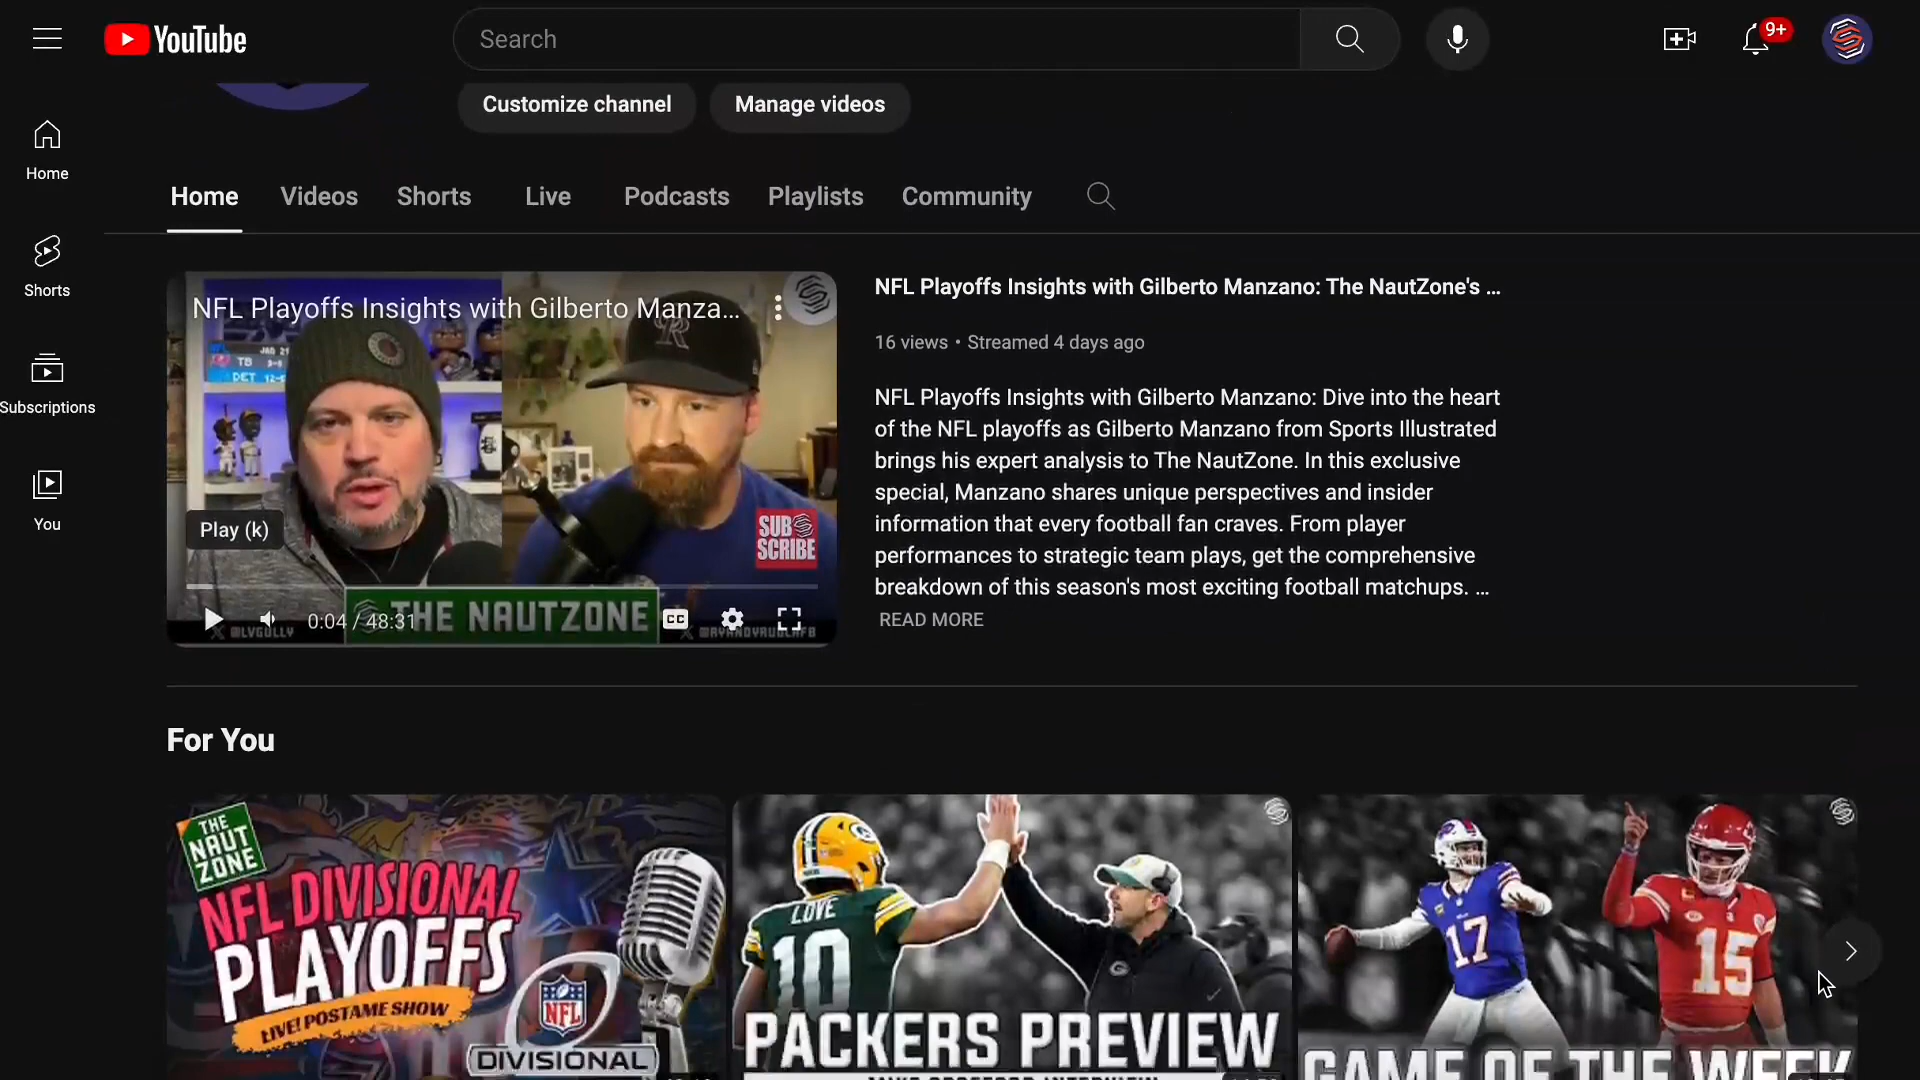 YouTube
Search
9+
Customize channel
Manage videos
Home
Shorts
Subscriptions
You
Home
Videos
Shorts
Live
Podcasts
Playlists
Community
NFL Playoffs Insights with Gilberto Manza...
JAN 21
TB
DET
Play (k)
SUB
SCRIBE
0:04 / 48:31
THE NAUTZONE
CC
@LVGULLY
NFL Playoffs Insights with Gilberto Manzano: The NautZone's ...
16 views • Streamed 4 days ago
NFL Playoffs Insights with Gilberto Manzano: Dive into the heart
of the NFL playoffs as Gilberto Manzano from Sports Illustrated
brings his expert analysis to The NautZone. In this exclusive
special, Manzano shares unique perspectives and insider
information that every football fan craves. From player
performances to strategic team plays, get the comprehensive
breakdown of this season's most exciting football matchups. ...
READ MORE
For You
THE
NAUT
ZONE
NFL DIVISIONAL
PLAYOFFS
LIVE! POSTAME SHOW
NFL
DIVISIONAL
LOVE
10
PACKERS PREVIEW
17
15
GAME OF THE WEEK